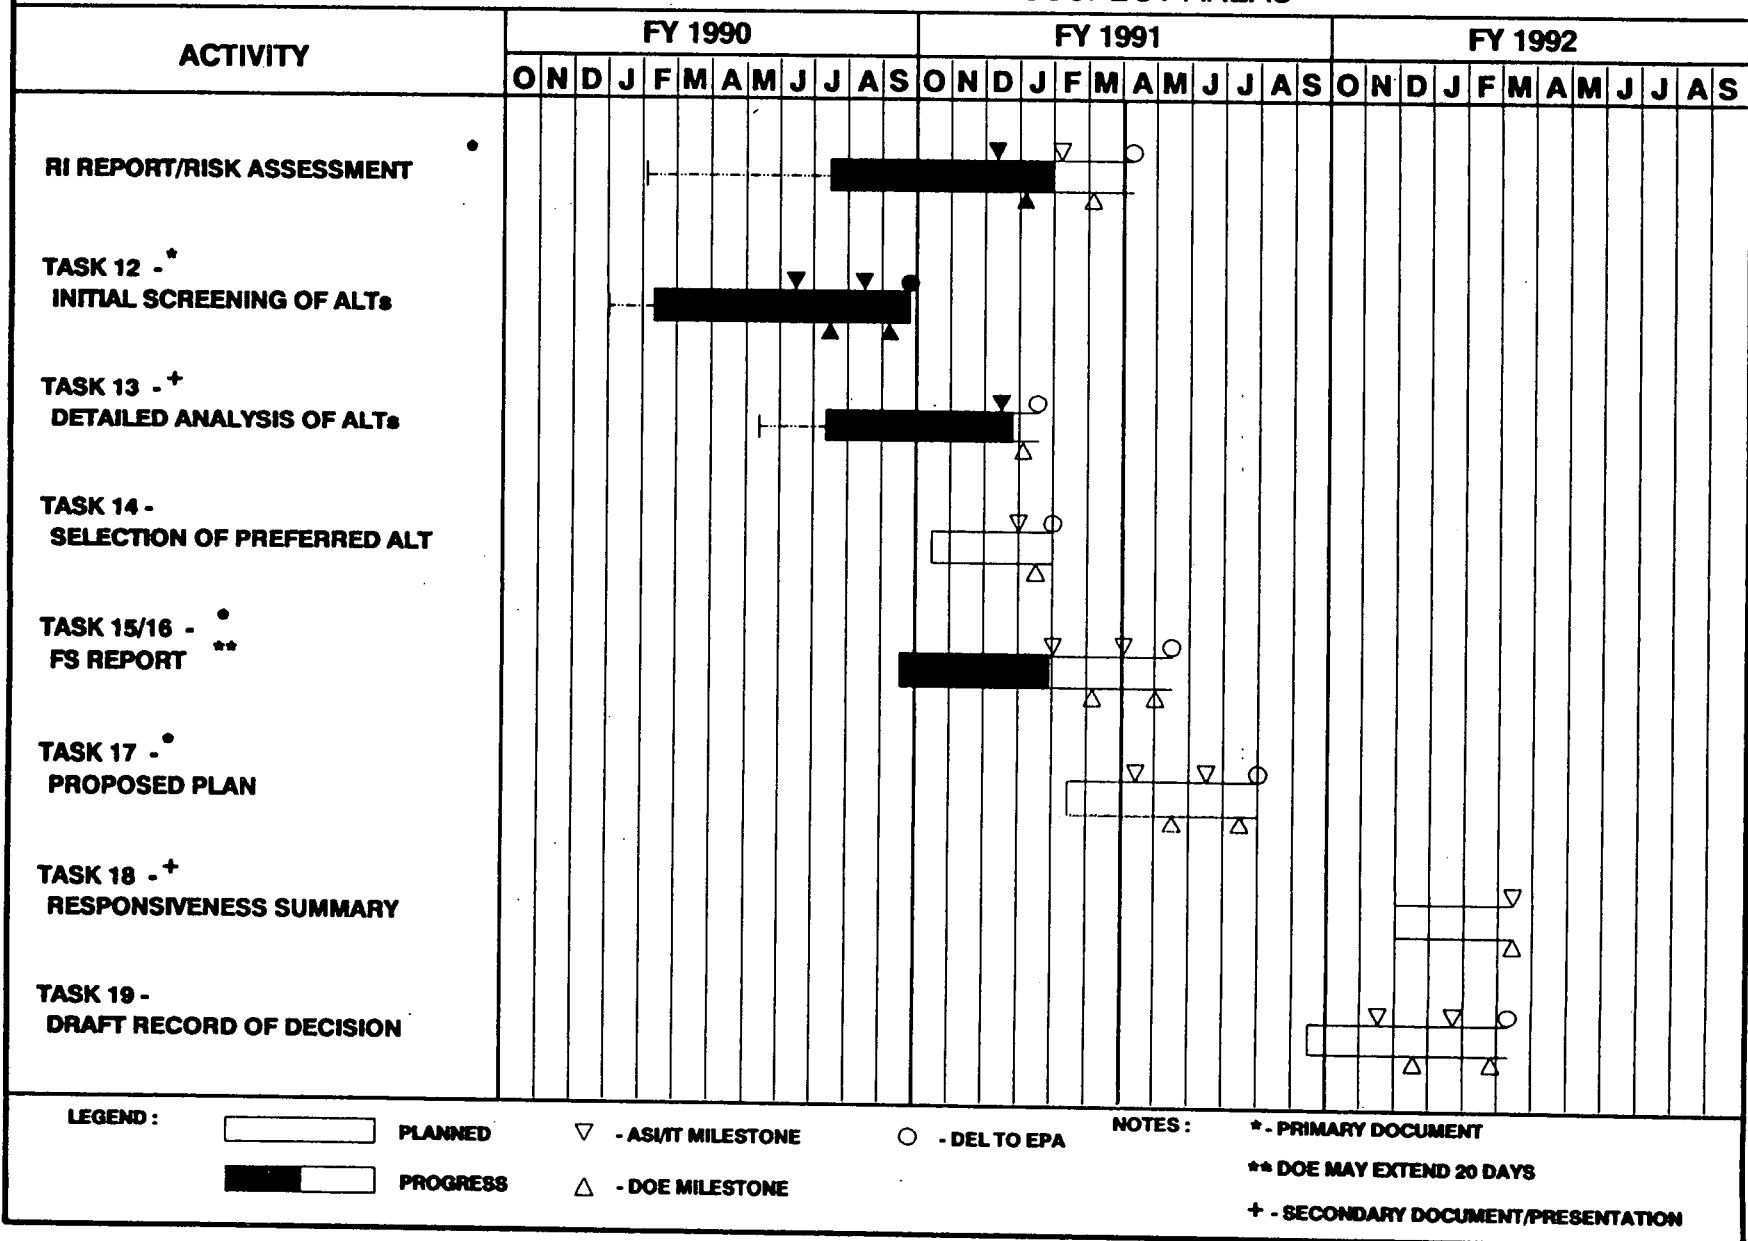 ACTIVITY
FY 1990 FY 1991 FY 1992
O N D J F M A M J J A S O N D J F M A M J J A S O N D J F M A M J J A S
RI REPORT/RISK ASSESSMENT *
TASK 12 - *
INITIAL SCREENING OF ALTs
TASK 13 - +
DETAILED ANALYSIS OF ALTs
TASK 14 -
SELECTION OF PREFERRED ALT
TASK 15/16 - *
FS REPORT **
TASK 17 - *
PROPOSED PLAN
TASK 18 - +
RESPONSIVENESS SUMMARY
TASK 19 -
DRAFT RECORD OF DECISION
LEGEND :
PLANNED
- ASI/IT MILESTONE
- DEL TO EPA
NOTES :
* - PRIMARY DOCUMENT
PROGRESS
- DOE MILESTONE
** DOE MAY EXTEND 20 DAYS
+ - SECONDARY DOCUMENT/PRESENTATION